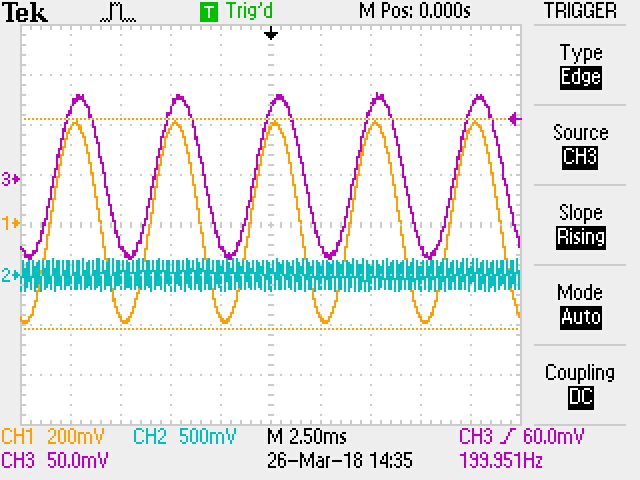 Tek T Trig'd M Pos: 0.000s TRIGGER
Type
Edge
Source
CH3
Slope
Rising
Mode
Auto
Coupling
DC
3
1
2
CH1 200mV CH2 500mV M 2.50ms CH3 / 60.0mV
CH3 50.0mV 26-Mar-18 14:35 199.951Hz